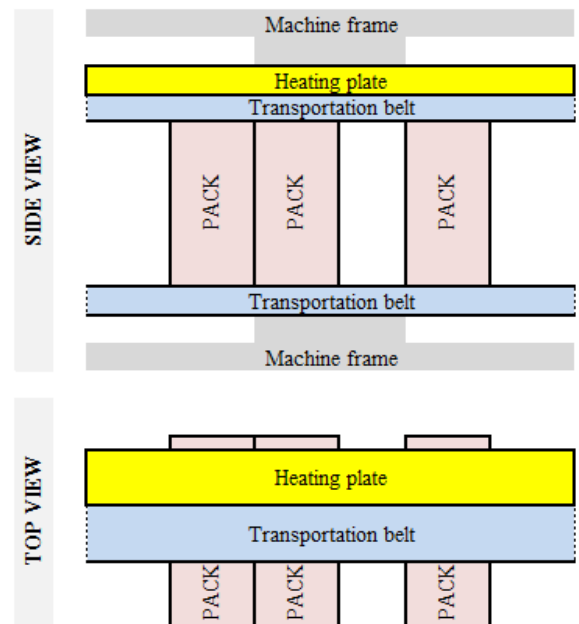 SIDE VIEW
Machine frame
Heating plate
Transportation belt
PACK
PACK
PACK
Transportation belt
Machine frame
TOP VIEW
Heating plate
Transportation belt
PACK
PACK
PACK